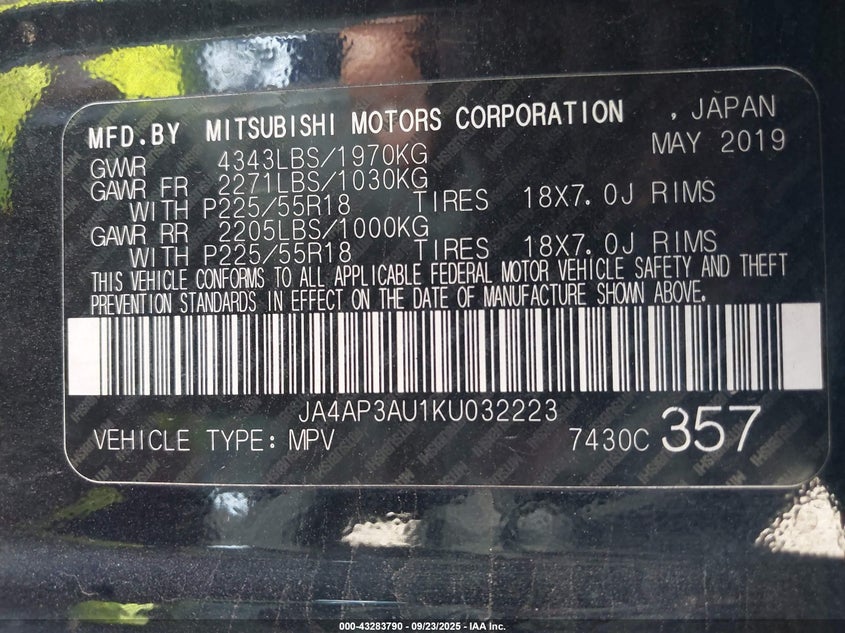 MFD.BY MITSUBISHI MOTORS CORPORATION , JAPAN
MAY 2019
GVWR 4343LBS/1970KG
GAWR FR 2271LBS/1030KG
WITH P225/55R18 TIRES 18X7.0J RIMS
GAWR RR 2205LBS/1000KG
WITH P225/55R18 TIRES 18X7.0J RIMS
THIS VEHICLE CONFORMS TO ALL APPLICABLE FEDERAL MOTOR VEHICLE SAFETY AND THEFT
PREVENTION STANDARDS IN EFFECT ON THE DATE OF MANUFACTURE SHOWN ABOVE.
JA4AP3AU1KU032223
VEHICLE TYPE: MPV 7430C 357
000-43283790 - 09/23/2025 - IAA Inc.